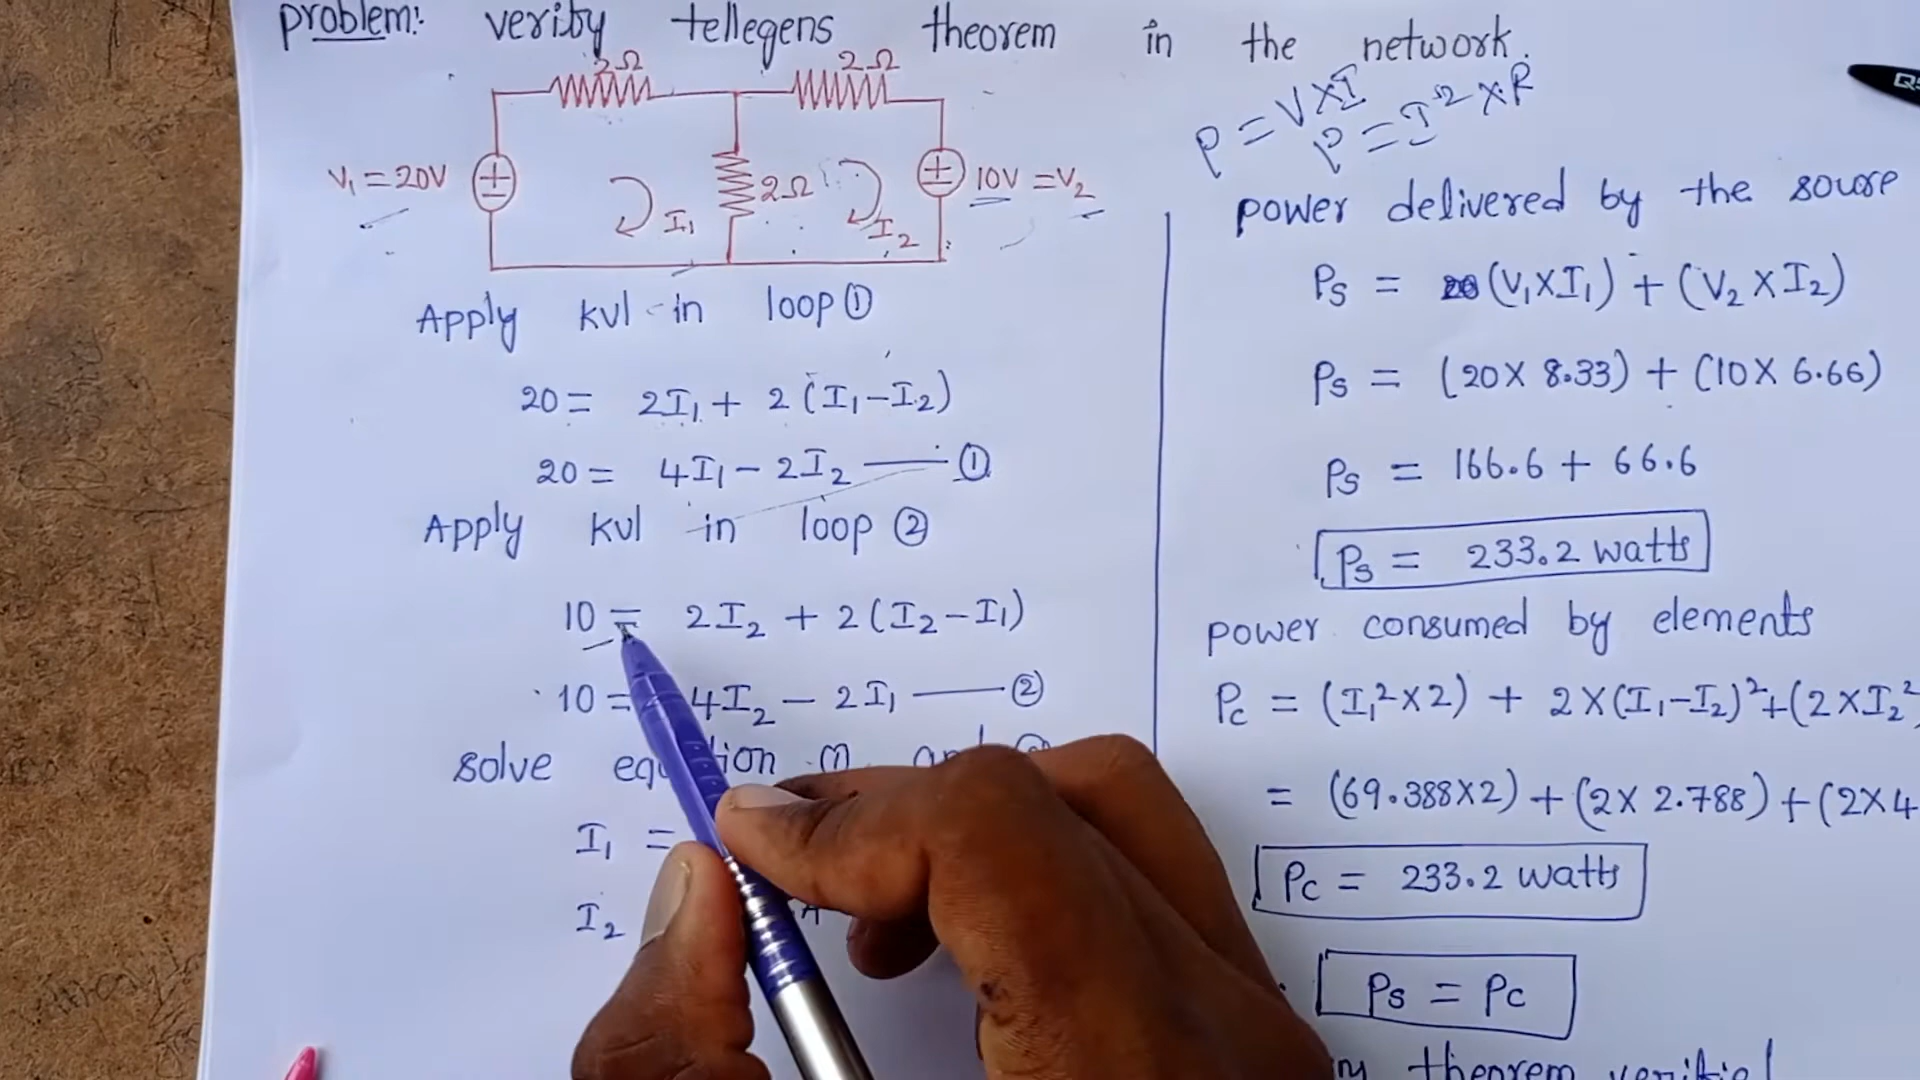 problem: verify tellegens theorem in the network.
2Ω 2Ω
V₁ = 20V 2Ω 10V = V₂
I₁ I₂
Apply kvl in loop ①
20 = 2I₁ + 2 (I₁-I₂)
20 = 4I₁ - 2I₂ —— ①
Apply kvl in loop ②
10 = 2I₂ + 2(I₂-I₁)
10 = 4I₂ - 2I₁ —— ②
solve
I₁ =
I₂ A
P = V×I
P = I² × R
power delivered by the sourse
Ps = (V₁×I₁) + (V₂×I₂)
Ps = (20×8.33) + (10×6.66)
Ps = 166.6 + 66.6
Ps = 233.2 watts
power consumed by elements
Pc = (I₁²×2) + 2×(I₁-I₂)² + (2×I₂²
= (69.388×2) + (2×2.788) + (2×4
Pc = 233.2 watts
Ps = Pc
theorem